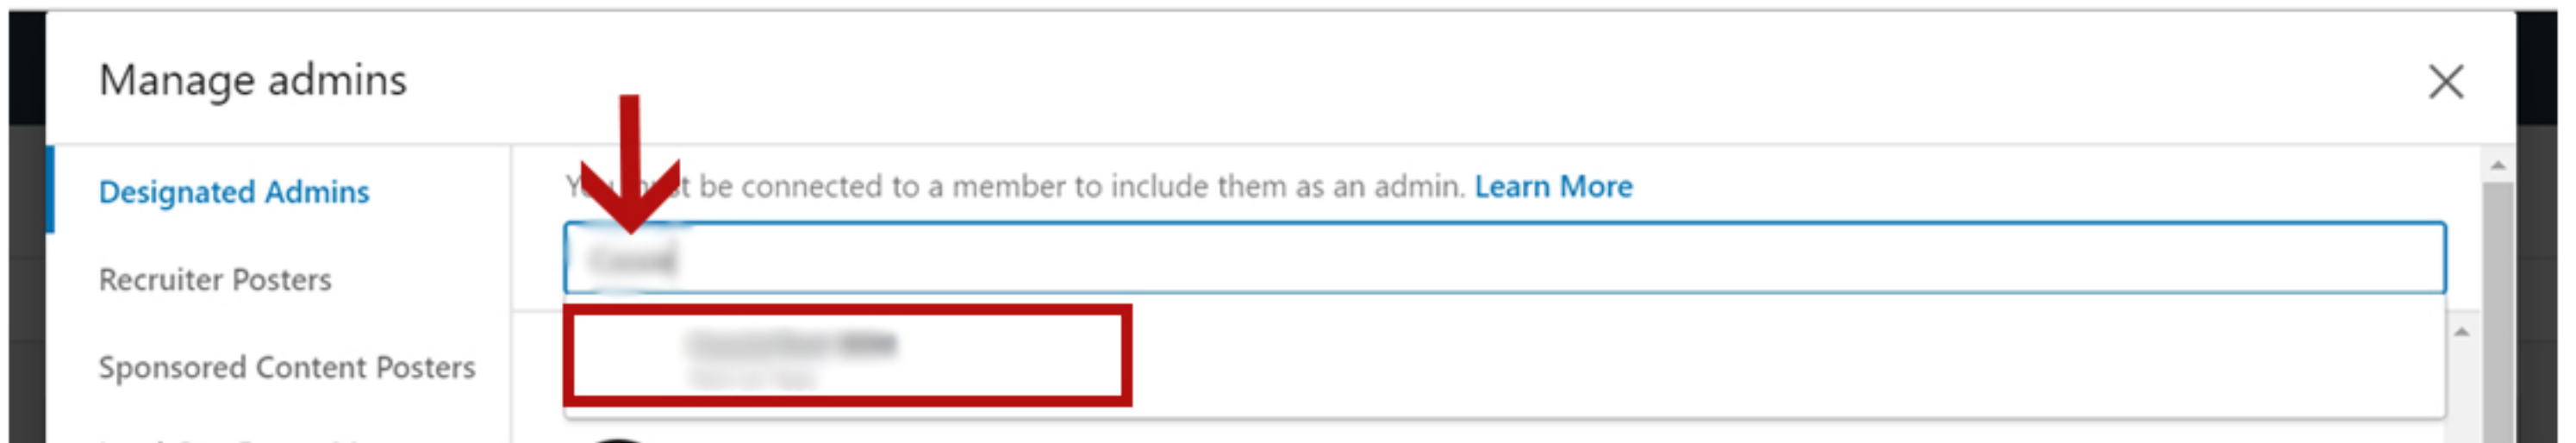 Manage admins
Designated Admins
Recruiter Posters
Sponsored Content Posters
be connected to a member to include them as an admin. Learn More